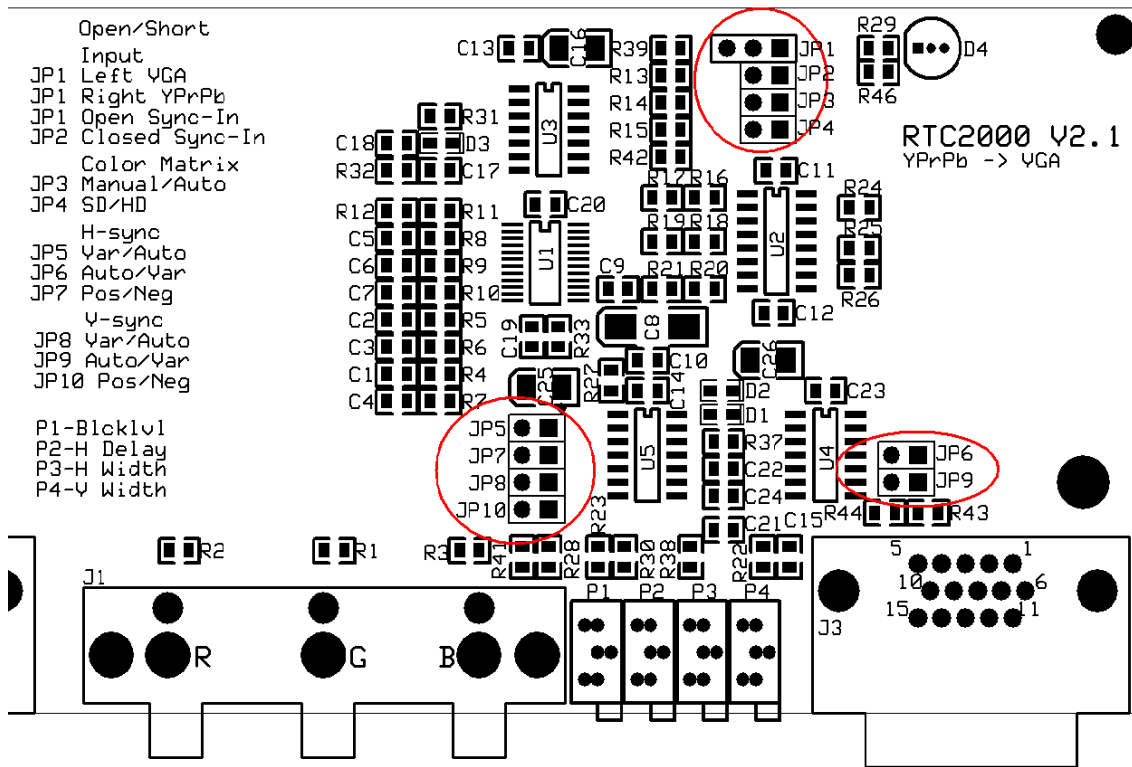 Open/Short
Input
JP1 Left VGA
JP1 Right YPrPb
JP1 Open Sync-In
JP2 Closed Sync-In
Color Matrix
JP3 Manual/Auto
JP4 SD/HD
H-sync
JP5 Var/Auto
JP6 Auto/Var
JP7 Pos/Neg
V-sync
JP8 Var/Auto
JP9 Auto/Var
JP10 Pos/Neg
P1-Blcklvl
P2-H Delay
P3-H Width
P4-V Width
C13
C16
R39
JP1
R29
D4
R13
JP2
R46
R14
JP3
R15
JP4
R42
RTC2000 V2.1
YPrPb -> VGA
R31
U3
C18
D3
R32
C17
C11
R17
R16
R24
R12
R11
C20
R19
R18
U2
R25
C5
R8
U1
C6
R9
R26
C7
R10
C9
R21
R20
C2
R5
C19
R33
C8
C12
C3
R6
C10
C26
C1
R4
R27
C14
C4
R7
C25
D2
C23
D1
JP5
R37
JP7
U5
C22
U4
JP6
JP8
C24
JP9
JP10
R23
C21
C15
R44
R43
R2
R1
R3
R41
R28
R30
R38
R22
5
1
10
6
15
11
J1
P1
P2
P3
P4
J3
R
G
B